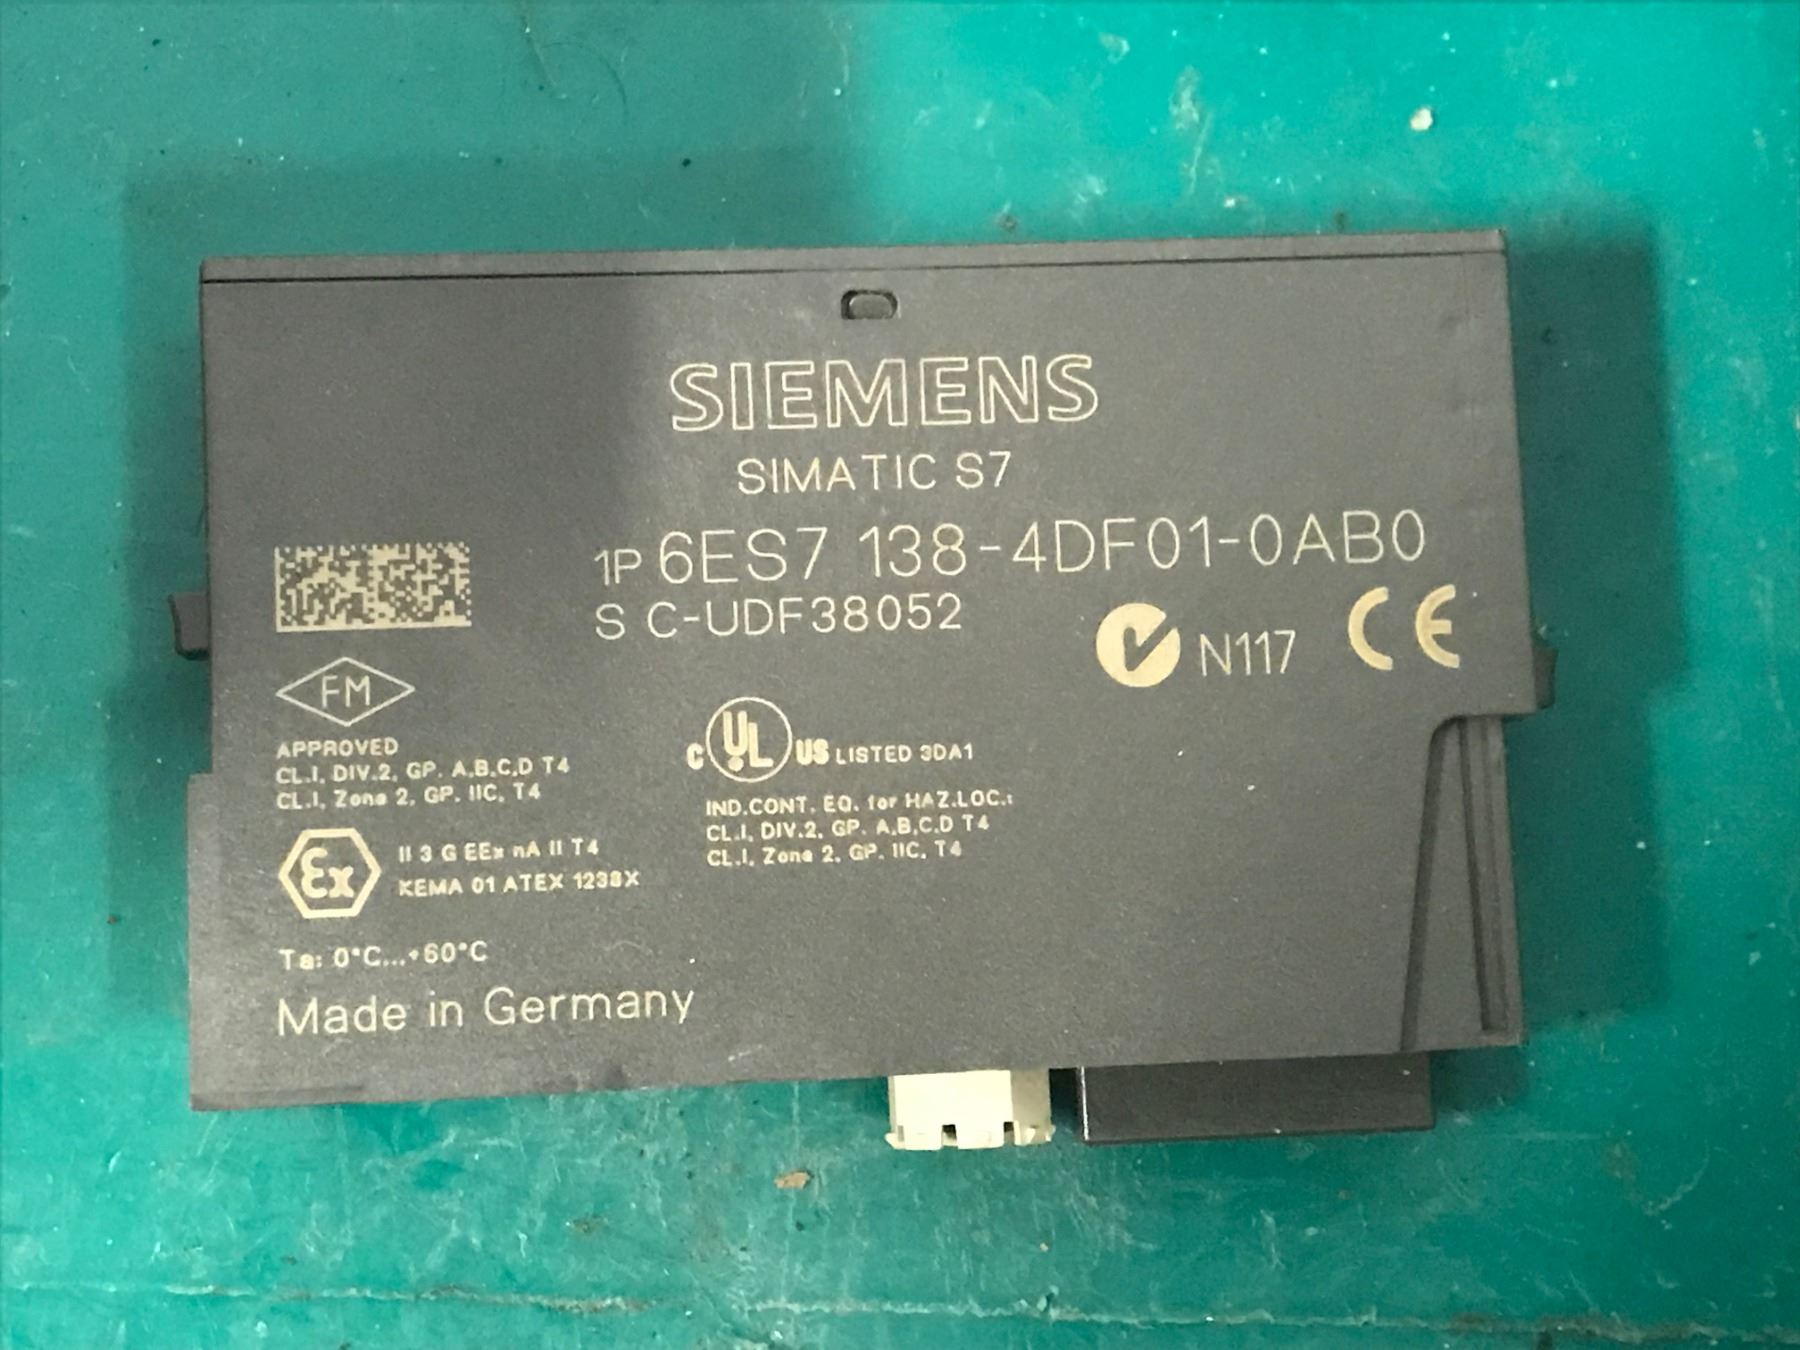 SIEMENS
SIMATIC S7
1P 6ES7 138-4DF01-0AB0
S C-UDF38052
N117 CE
FM
APPROVED
CL.I, DIV.2, GP. A,B,C,D T4
CL.I, Zone 2, GP. IIC, T4
C UL US LISTED 3DA1
IND.CONT. EQ. for HAZ.LOC.:
CL.I, DIV.2, GP. A,B,C,D T4
CL.I, Zone 2, GP. IIC, T4
Ex II 3 G EEx nA II T4
KEMA 01 ATEX 1238X
Ta: 0°C...+60°C
Made in Germany